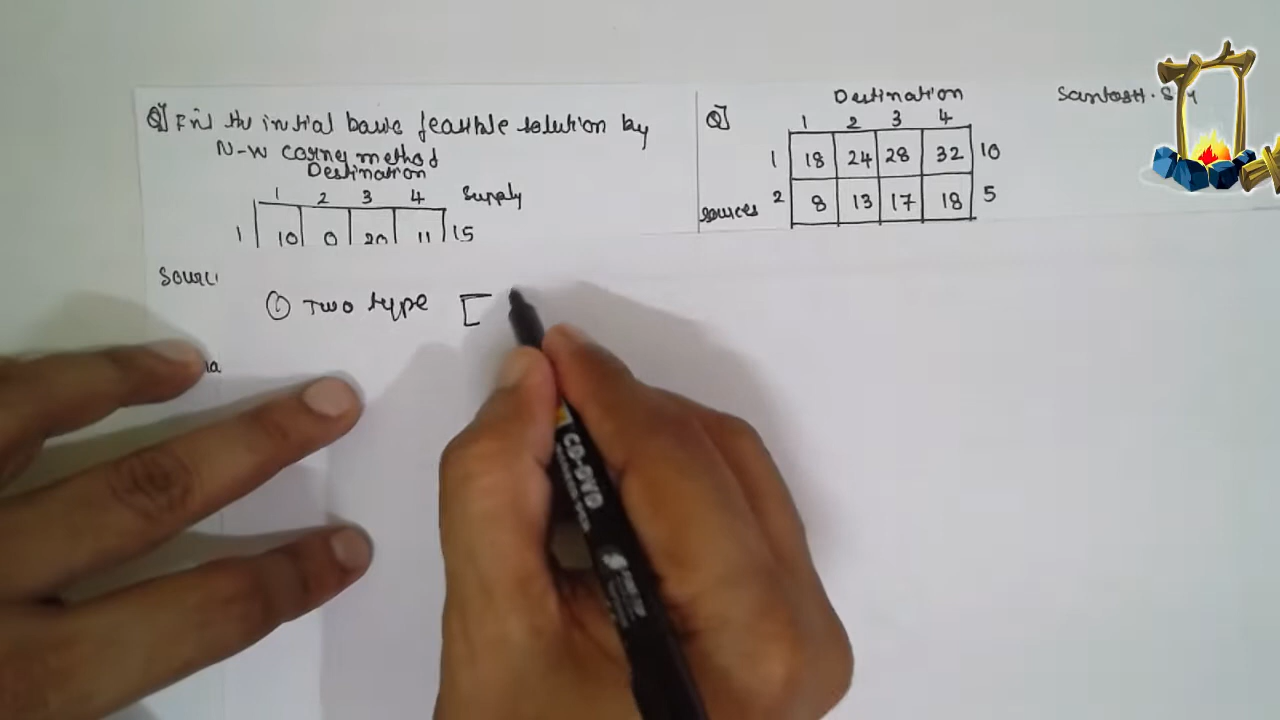 Q] Find the initial basic feasible solution by
N-W corner method
Destination
1 2 3 4 Supply
1 10 0 20 11 15
Sourc
① Two type [
Q] Destination
1 2 3 4
1 18 24 28 32 10
sources 2 8 13 17 18 5
Santosh.
CD-DVD